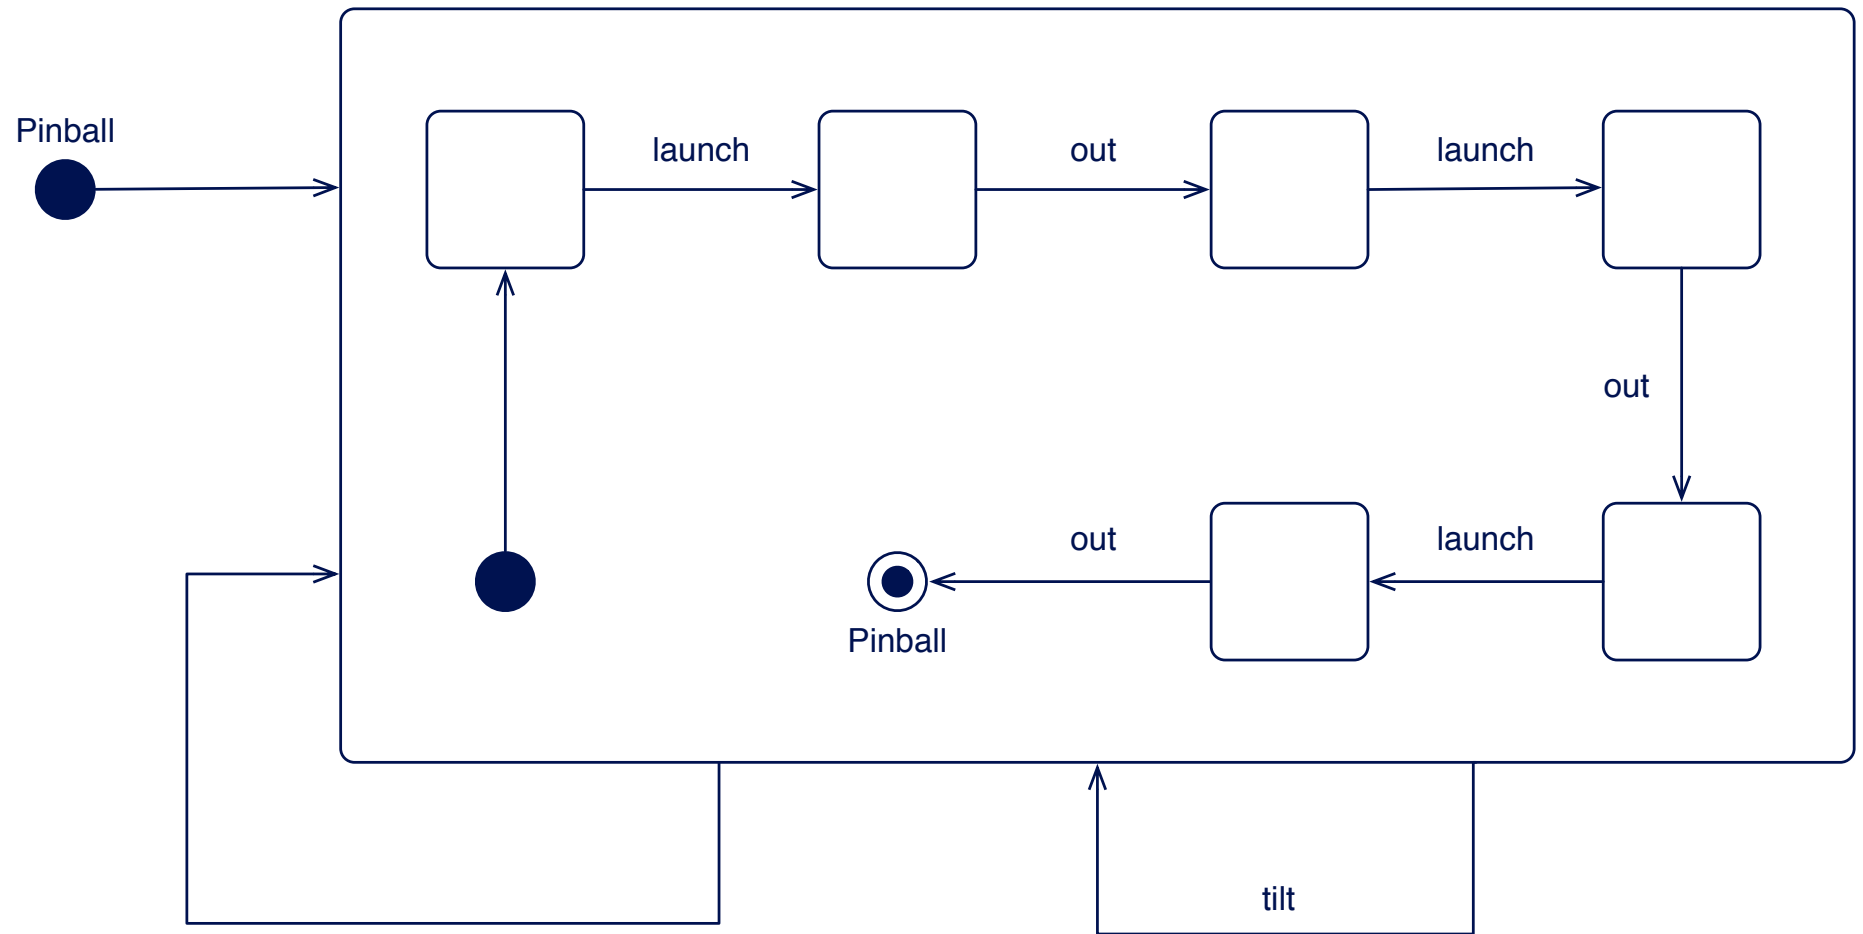 Pinball
launch
out
launch
out
out
launch
Pinball
tilt